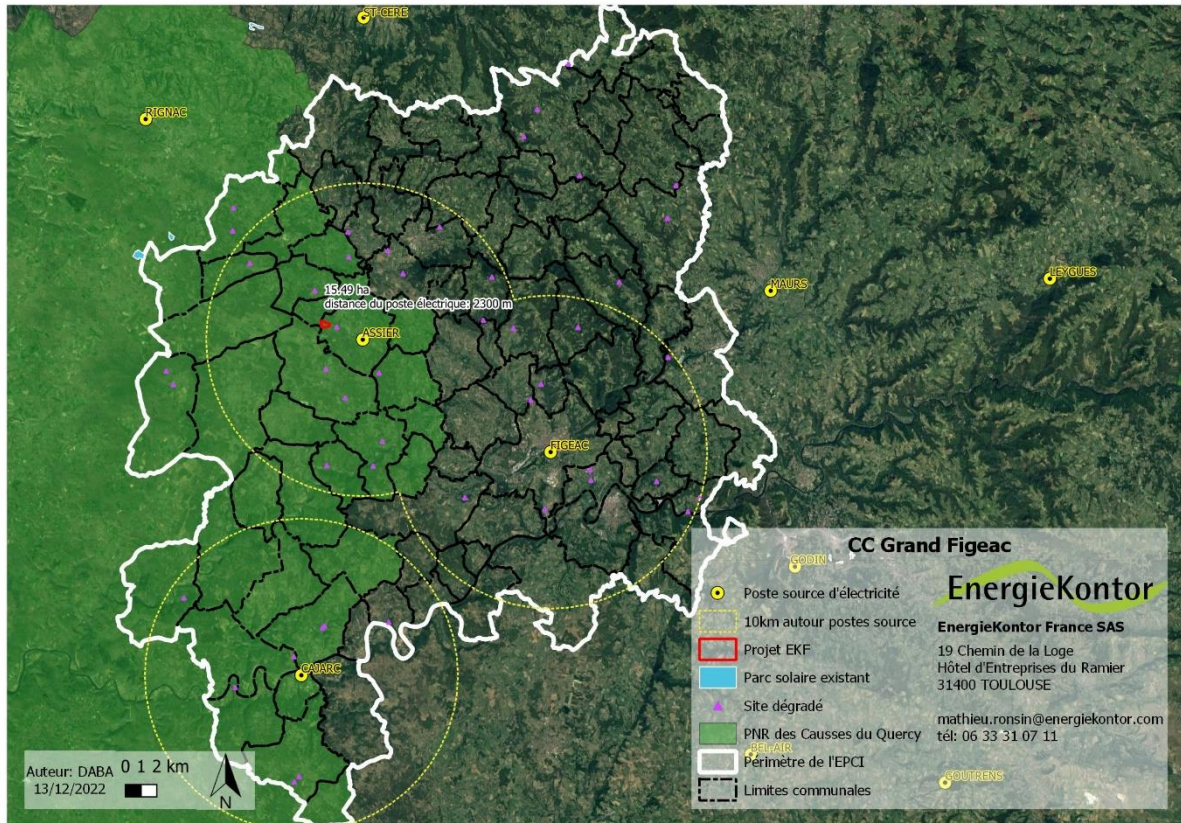 ST-CERE
RIGNAC
MAURS
LEYGUES
15.49 ha
distance du poste électrique: 2300 m
ASSIER
FIGEAC
CAJARC
GODIN
BEL-AIR
GOUTRENS
CC Grand Figeac
Poste source d'électricité
10km autour postes source
Projet EKF
Parc solaire existant
Site dégradé
PNR des Causses du Quercy
Périmètre de l'EPCI
Limites communales
EnergieKontor
EnergieKontor France SAS
19 Chemin de la Loge
Hôtel d'Entreprises du Ramier
31400 TOULOUSE
mathieu.ronsin@energiekontor.com
tél: 06 33 31 07 11
Auteur: DABA
13/12/2022
0 1 2 km
N